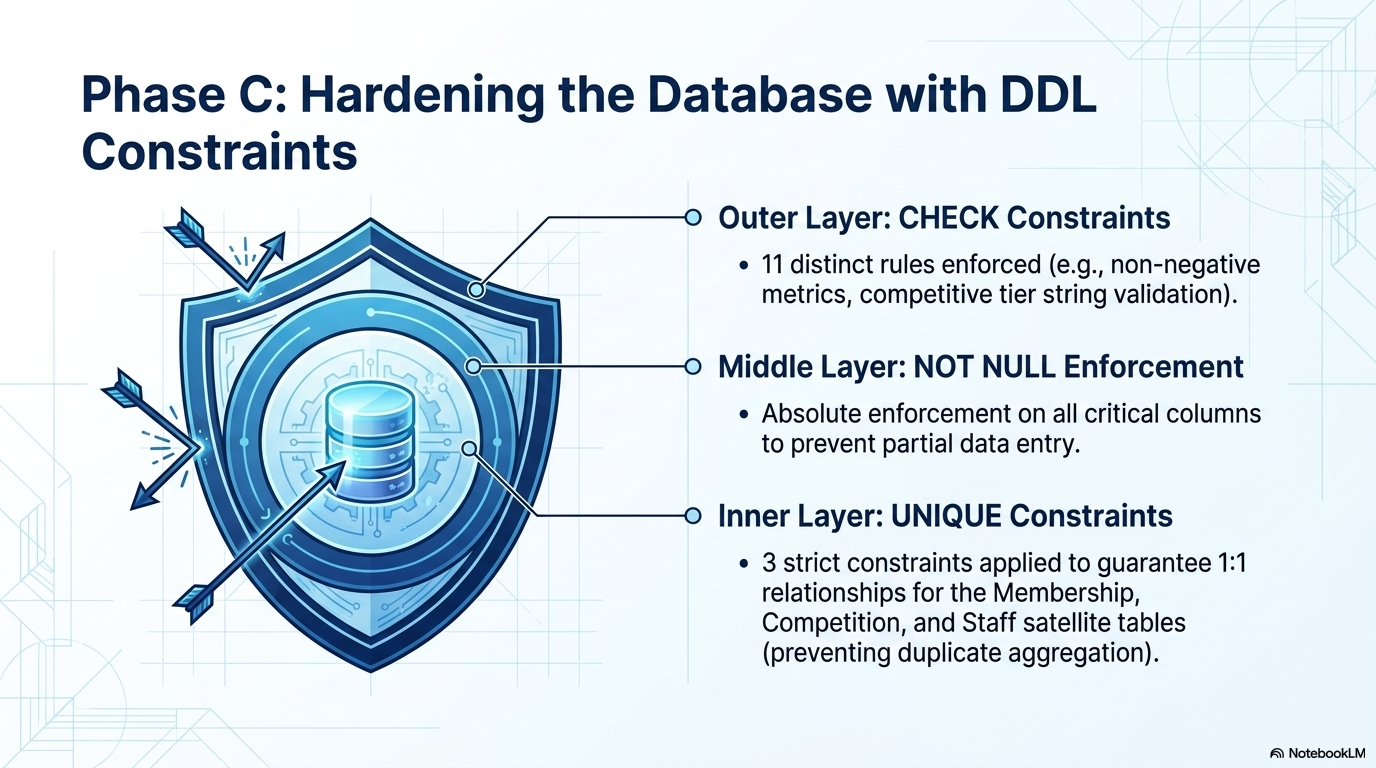 Phase C: Hardening the Database with DDL
Constraints
Outer Layer: CHECK Constraints
• 11 distinct rules enforced (e.g., non-negative
metrics, competitive tier string validation).
Middle Layer: NOT NULL Enforcement
• Absolute enforcement on all critical columns
to prevent partial data entry.
Inner Layer: UNIQUE Constraints
• 3 strict constraints applied to guarantee 1:1
relationships for the Membership,
Competition, and Staff satellite tables
(preventing duplicate aggregation).
NotebookLM